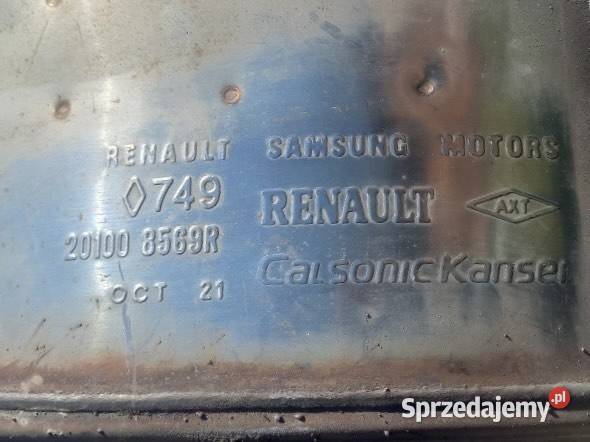 RENAULT SAMSUNG MOTORS
749 RENAULT AXT
20100 8569R
CalsonicKansei
OCT 21
Sprzedajemy.pl